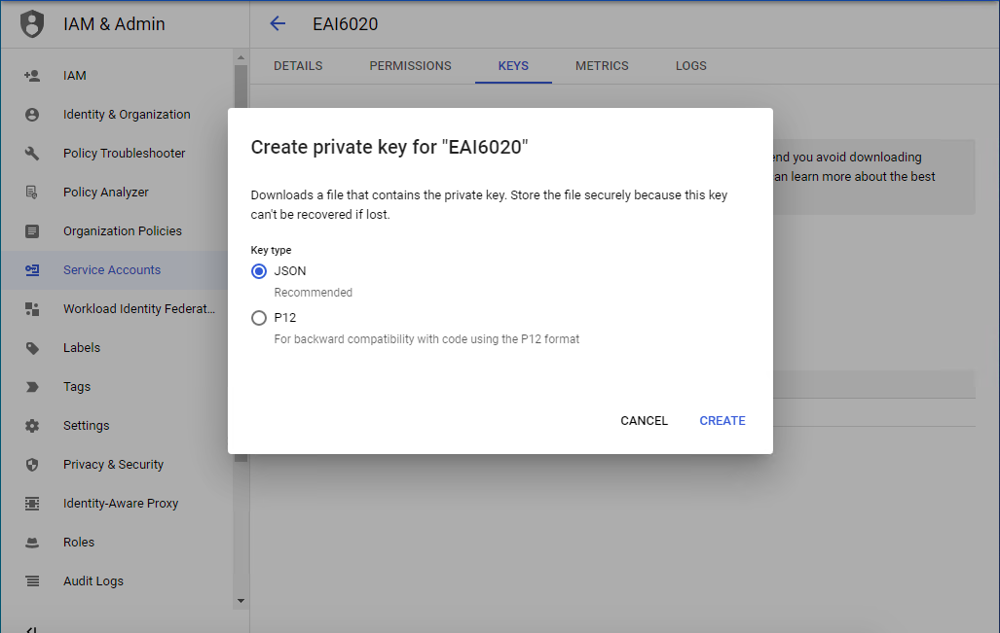 IAM & Admin
EAI6020
IAM
Identity & Organization
Policy Troubleshooter
Policy Analyzer
Organization Policies
Service Accounts
Workload Identity Federat...
Labels
Tags
Settings
Privacy & Security
Identity-Aware Proxy
Roles
Audit Logs
DETAILS PERMISSIONS KEYS METRICS LOGS
end you avoid downloading
an learn more about the best
Create private key for "EAI6020"
Downloads a file that contains the private key. Store the file securely because this key
can't be recovered if lost.
Key type
JSON
Recommended
P12
For backward compatibility with code using the P12 format
CANCEL CREATE